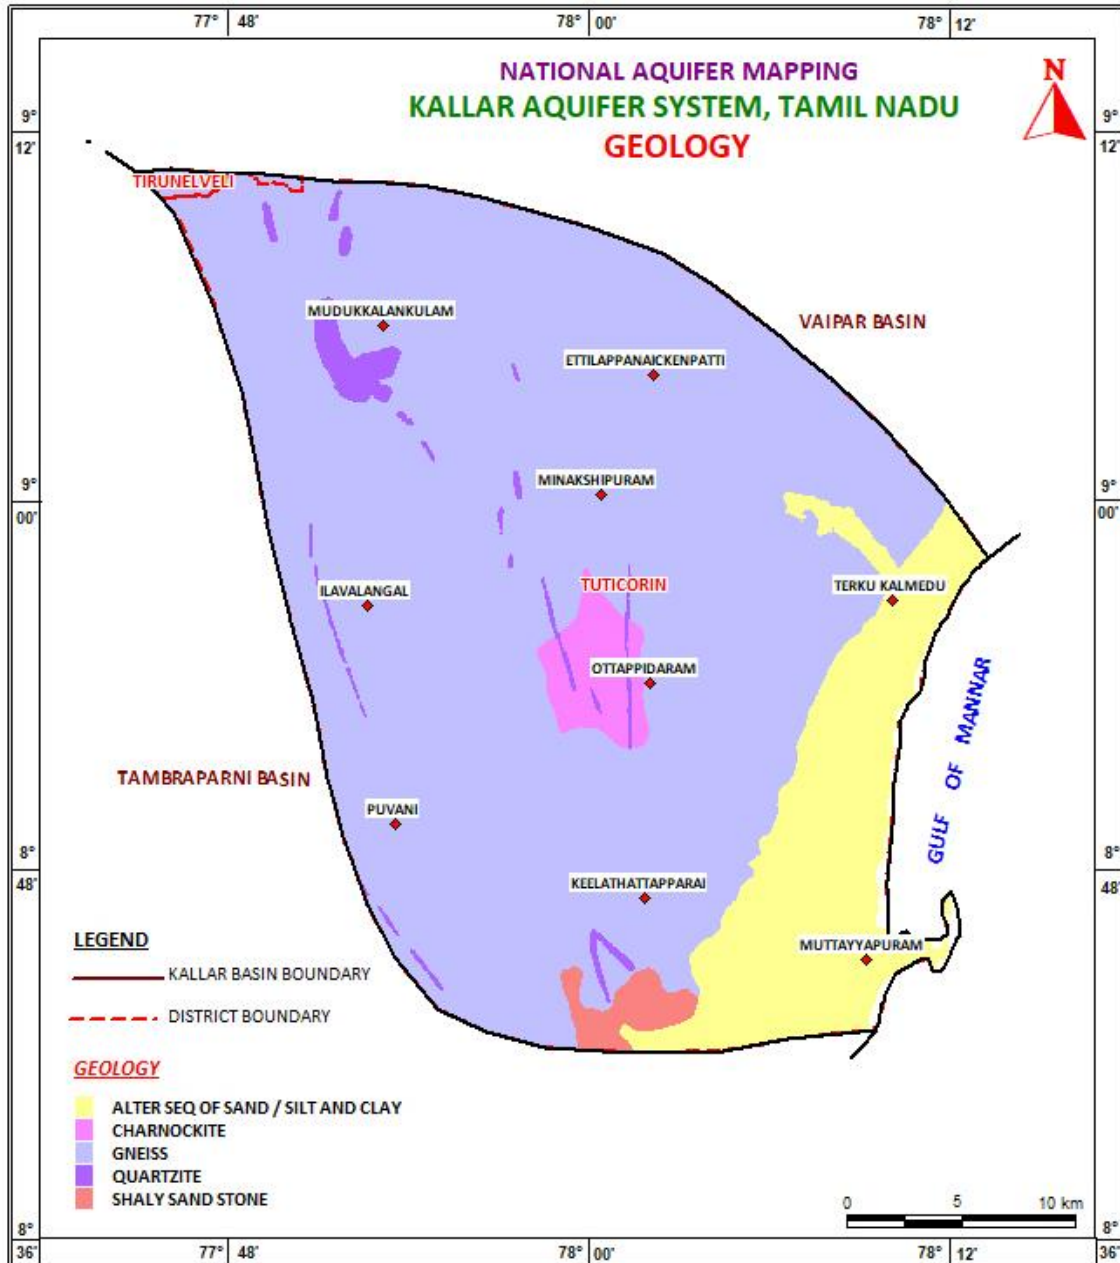 77° 48' 78° 00' 78° 12'
NATIONAL AQUIFER MAPPING
KALLAR AQUIFER SYSTEM, TAMIL NADU
GEOLOGY
N
9° 12'
9° 12'
TIRUNELVELI
MUDUKKALANKULAM
VAIPAR BASIN
ETTILAPPANAICKENPATTI
MINAKSHIPURAM
9° 00'
9° 00'
TUTICORIN
ILAVALANGAL
TERKU KALMEDU
OTTAPPIDARAM
GULF OF MANNAR
TAMBRAPARNI BASIN
PUVANI
8° 48'
8° 48'
KEELATHATTAPPARAI
MUTTAYYAPURAM
LEGEND
KALLAR BASIN BOUNDARY
DISTRICT BOUNDARY
GEOLOGY
ALTER SEQ OF SAND / SILT AND CLAY
CHARNOCKITE
GNEISS
QUARTZITE
SHALY SAND STONE
0 5 10 km
8° 36'
8° 36'
77° 48' 78° 00' 78° 12'